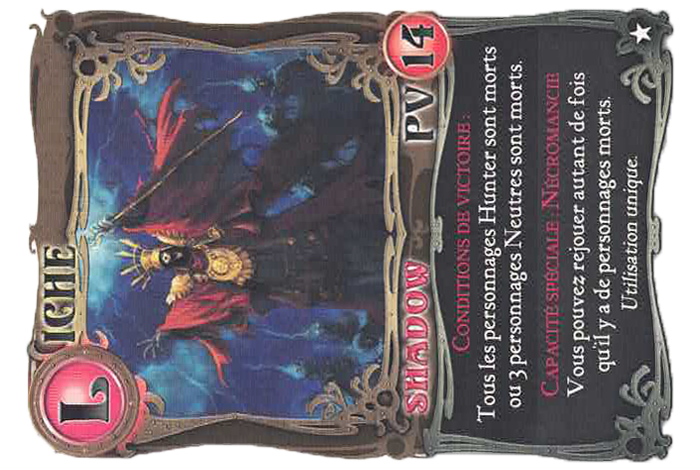 LICHE
SHADOW PV 14
CONDITIONS DE VICTOIRE :
Tous les personnages Hunter sont morts
ou 3 personnages Neutres sont morts.
CAPACITÉ SPÉCIALE : NÉCROMANCIE
Vous pouvez rejouer autant de fois
qu'il y a de personnages morts.
Utilisation unique.